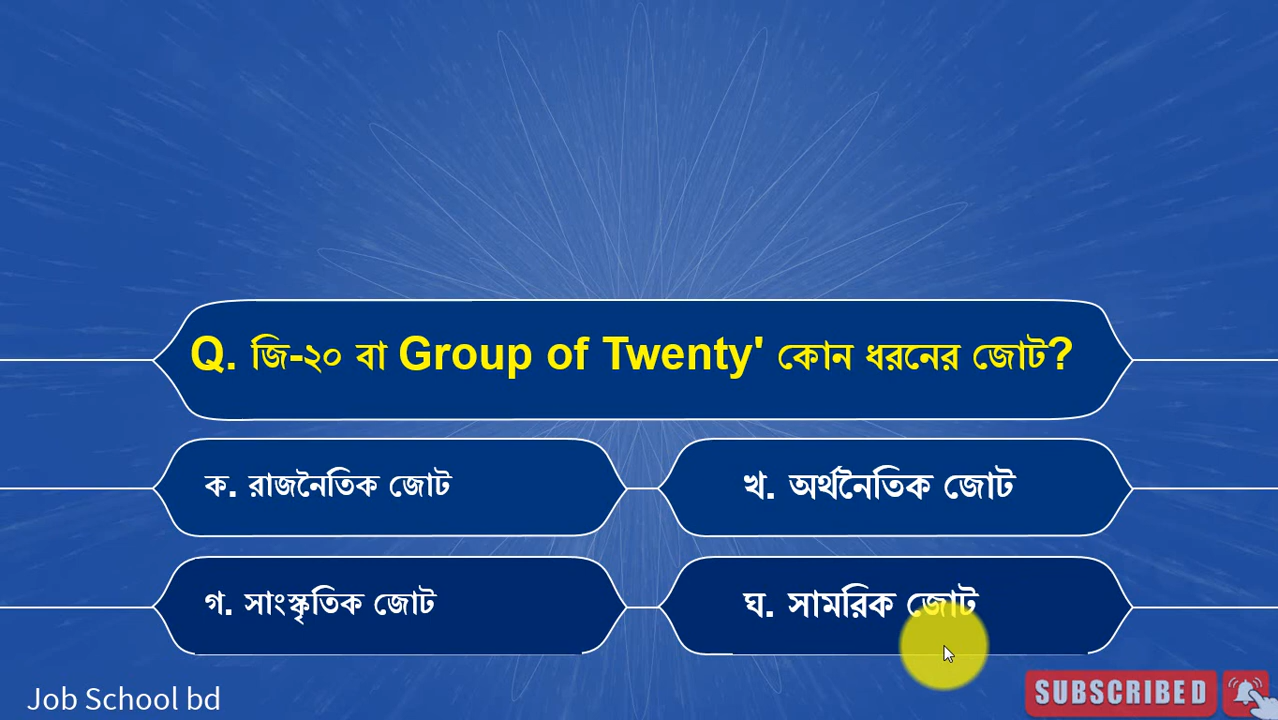 Q. জি-২০ বা Group of Twenty' কোন ধরনের জোট?
ক. রাজনৈতিক জোট
খ. অর্থনৈতিক জোট
গ. সাংস্কৃতিক জোট
ঘ. সামরিক জোট
Job School bd
SUBSCRIBED